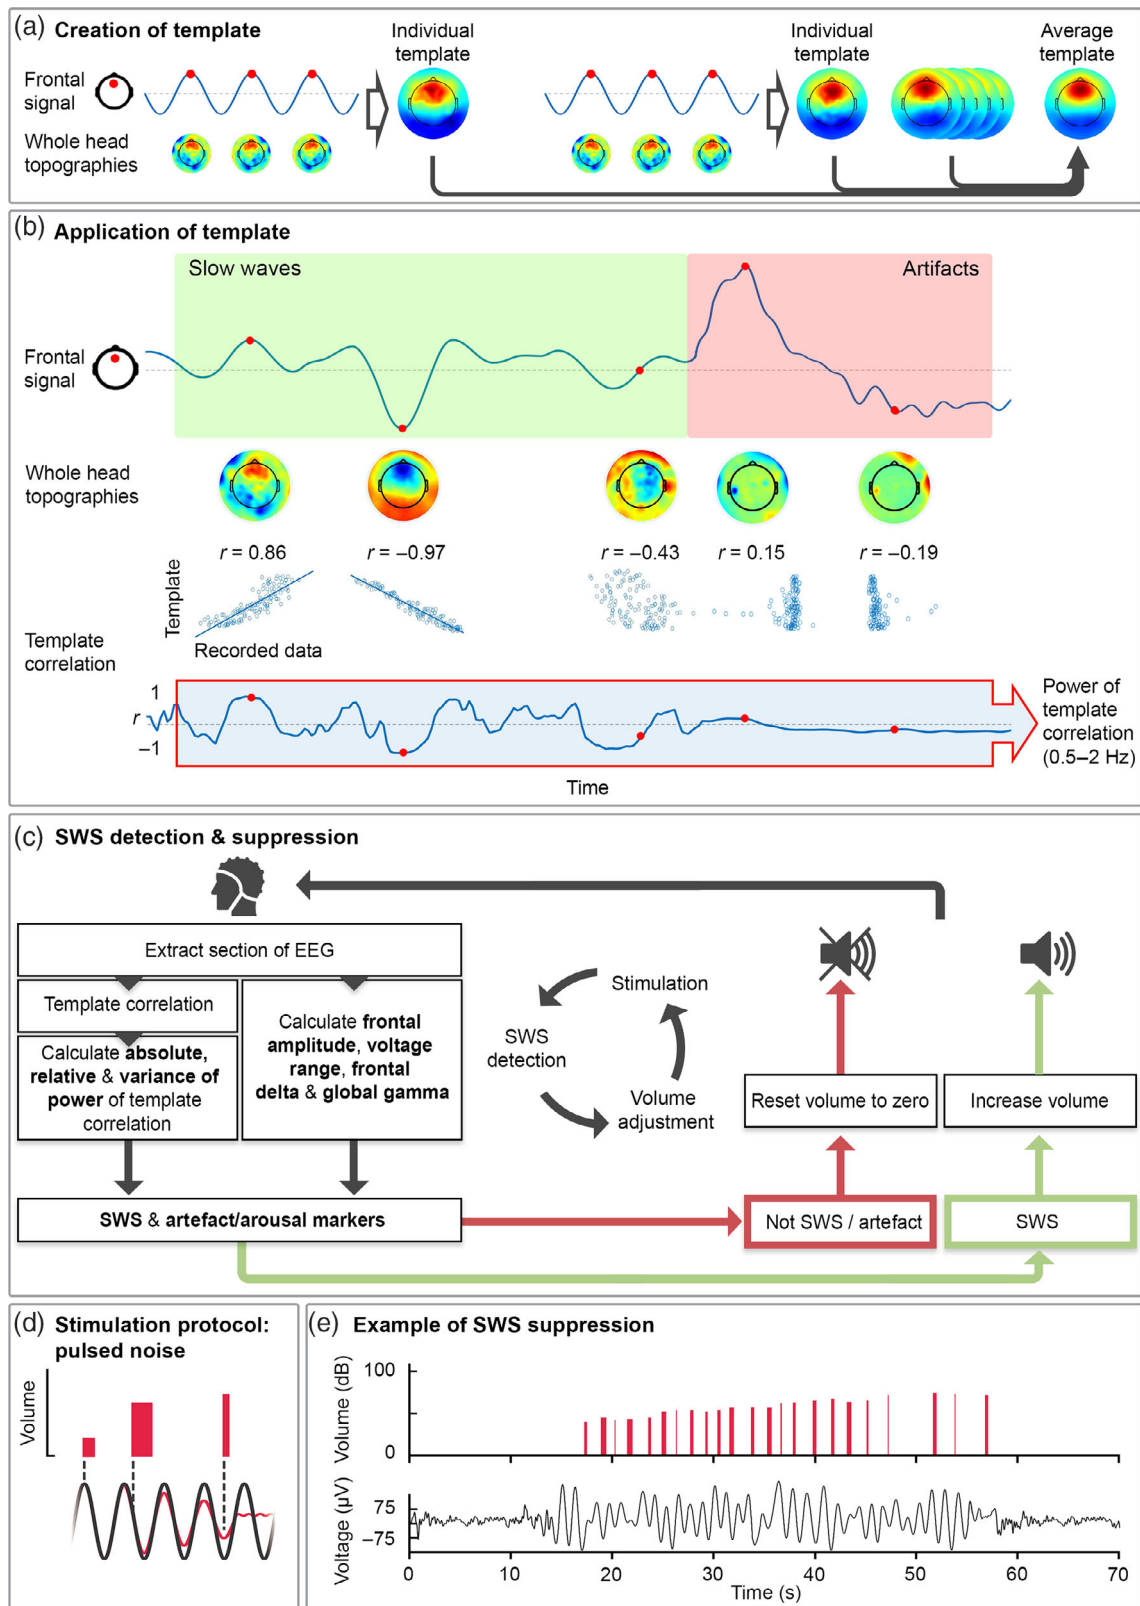 (a) Creation of template
Individual
template
Individual
template
Average
template
Frontal
signal
Whole head
topographies
(b) Application of template
Slow waves
Artifacts
Frontal
signal
Whole head
topographies
r = 0.86
r = −0.97
r = −0.43
r = 0.15
r = −0.19
Template
Recorded data
Template
correlation
1
r
−1
Time
Power of
template
correlation
(0.5–2 Hz)
(c) SWS detection & suppression
Extract section of EEG
Template correlation
Calculate absolute,
relative & variance of
power of template
correlation
Calculate frontal
amplitude, voltage
range, frontal
delta & global gamma
SWS & artefact/arousal markers
Stimulation
SWS
detection
Volume
adjustment
Reset volume to zero
Increase volume
Not SWS / artefact
SWS
(d) Stimulation protocol:
pulsed noise
Volume
(e) Example of SWS suppression
Volume (dB)
100
0
Voltage (µV)
75
−75
0 10 20 30 40 50 60 70
Time (s)